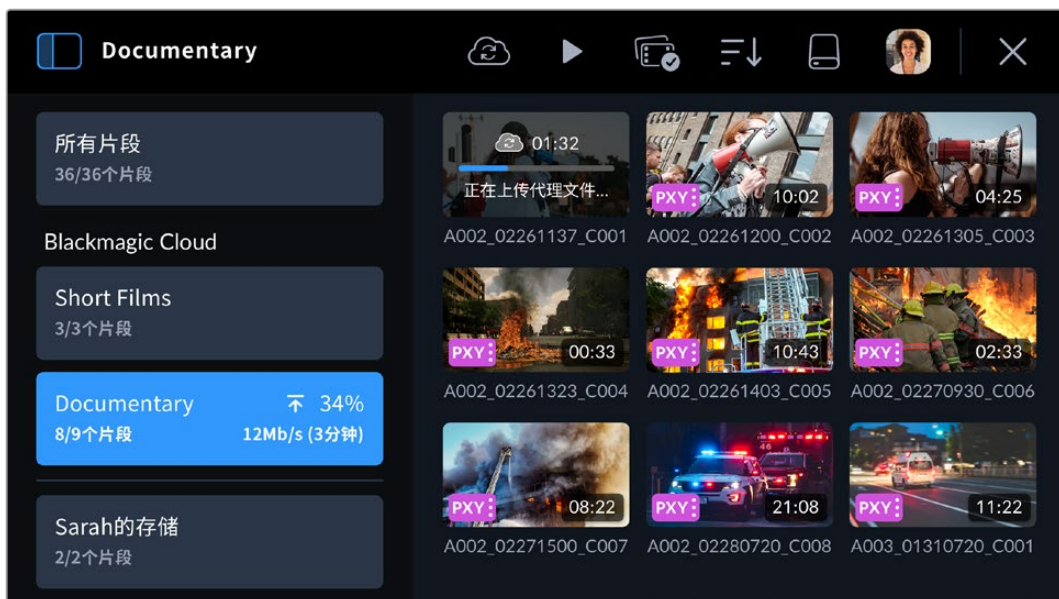 Documentary
所有片段
36/36个片段
Blackmagic Cloud
Short Films
3/3个片段
Documentary 34%
8/9个片段 12Mb/s (3分钟)
Sarah的存储
2/2个片段
01:32
正在上传代理文件...
PXY 10:02
PXY 04:25
A002_02261137_C001 A002_02261200_C002 A002_02261305_C003
PXY 00:33
PXY 10:43
PXY 02:33
A002_02261323_C004 A002_02261403_C005 A002_02270930_C006
PXY 08:22
PXY 21:08
PXY 11:22
A002_02271500_C007 A002_02280720_C008 A003_01310720_C001